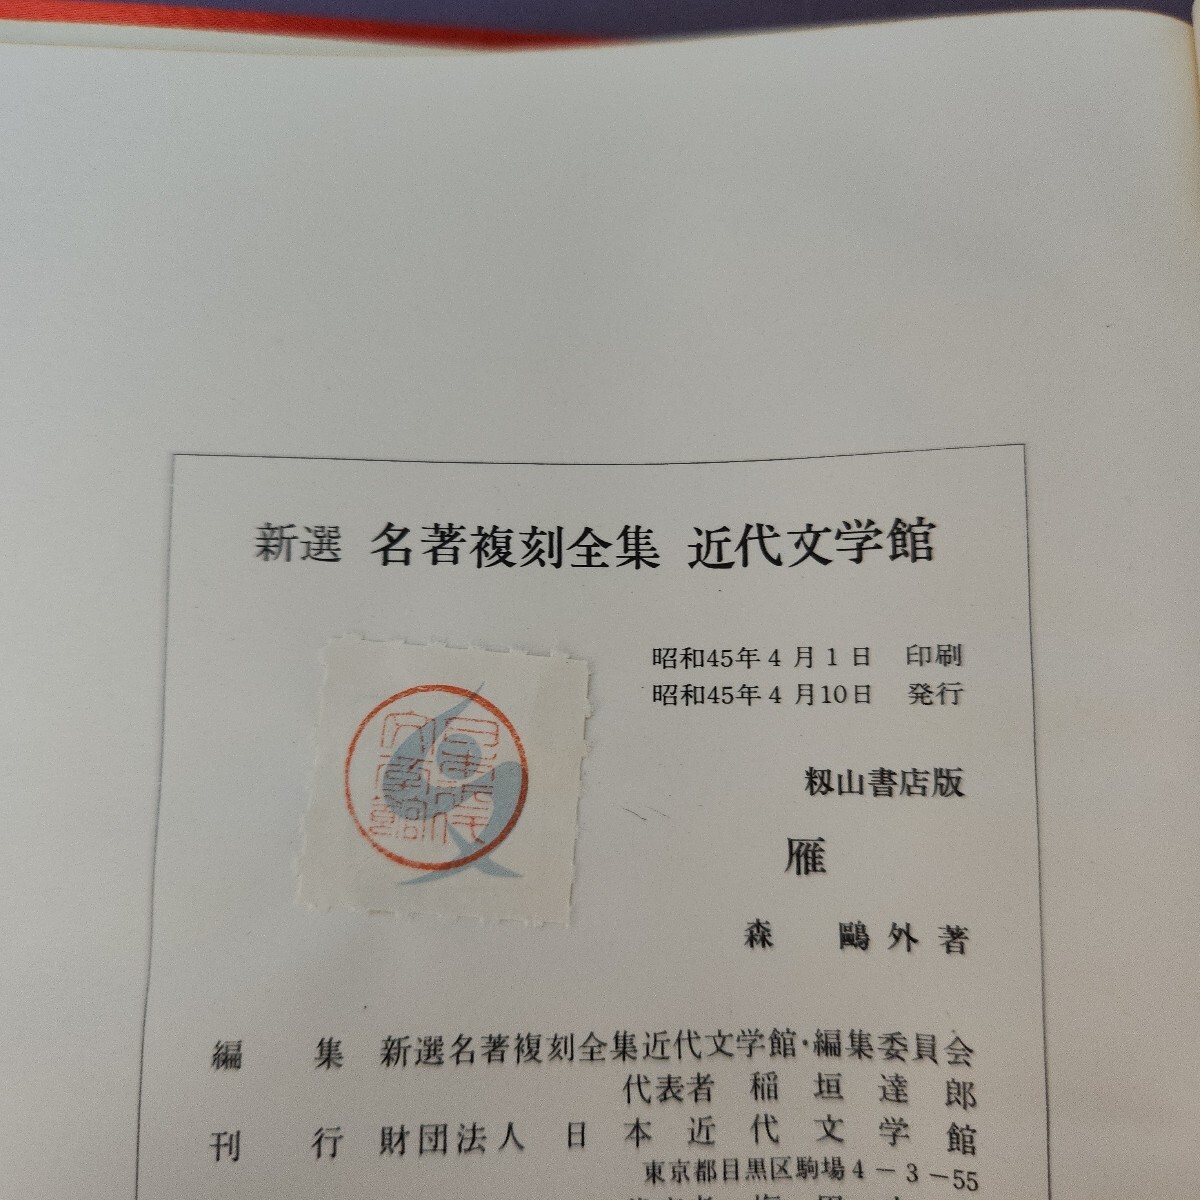 新選 名著複刻全集 近代文学館
昭和45年4月1日 印刷
昭和45年4月10日 発行
籾山書店版
雁
森 鷗外著
編集 新選名著複刻全集近代文学館・編集委員会
代表者 稲垣達郎
刊行 財団法人 日本近代文学館
東京都目黒区駒場4-3-55